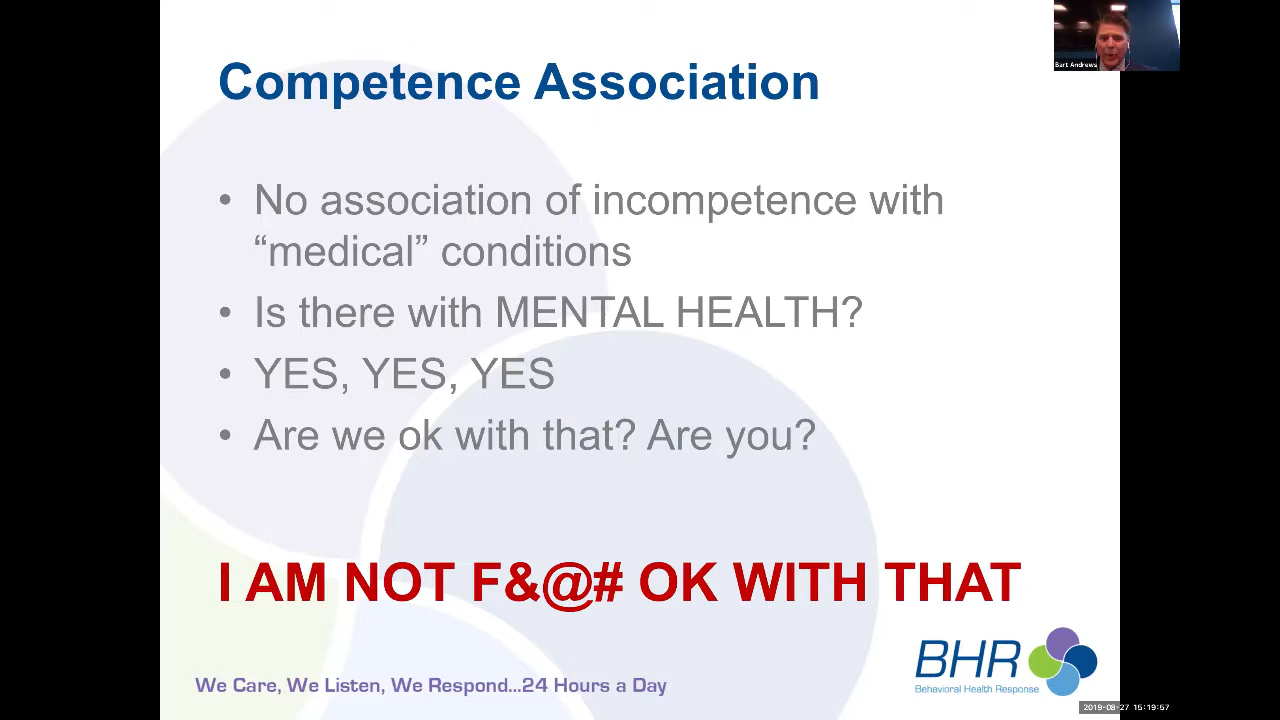 Bart Andrews
Competence Association
• No association of incompetence with
“medical” conditions
• Is there with MENTAL HEALTH?
• YES, YES, YES
• Are we ok with that? Are you?
I AM NOT F&@# OK WITH THAT
BHR
Behavioral Health Response
We Care, We Listen, We Respond...24 Hours a Day
2019-08-27 15:19:57